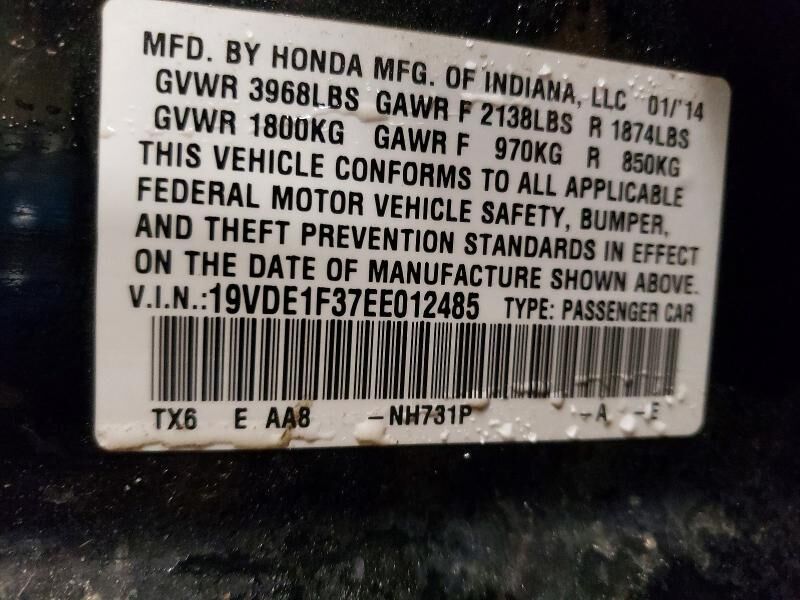 MFD. BY HONDA MFG. OF INDIANA, LLC 01/'14
GVWR 3968LBS GAWR F 2138LBS R 1874LBS
GVWR 1800KG GAWR F 970KG R 850KG
THIS VEHICLE CONFORMS TO ALL APPLICABLE
FEDERAL MOTOR VEHICLE SAFETY, BUMPER,
AND THEFT PREVENTION STANDARDS IN EFFECT
ON THE DATE OF MANUFACTURE SHOWN ABOVE.
V.I.N.:19VDE1F37EE012485 TYPE: PASSENGER CAR
TX6 E AA8 -NH731P -A -E